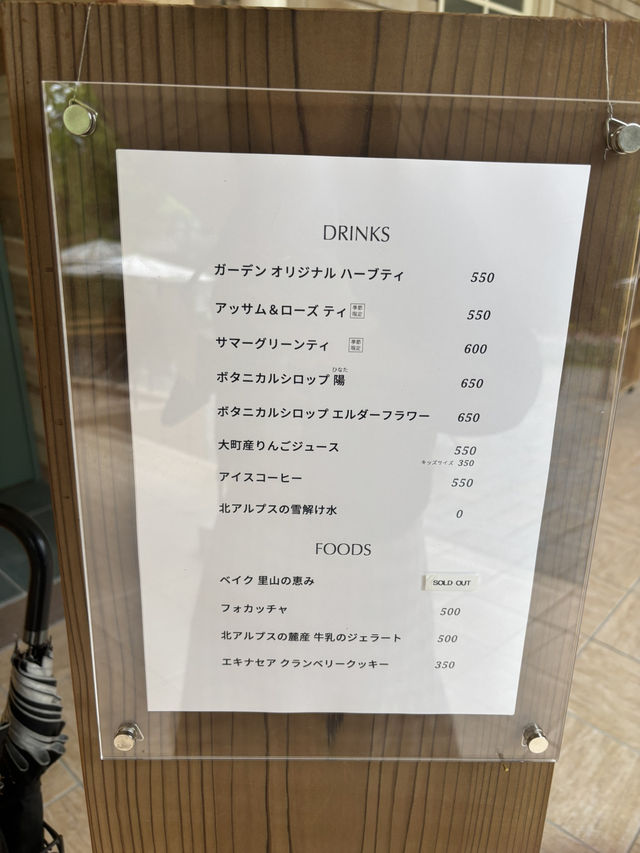 DRINKS
ガーデン オリジナル ハーブティ 550
アッサム＆ローズ ティ 季節限定 550
サマーグリーンティ 季節限定 600
ボタニカルシロップ 陽 ひなた 650
ボタニカルシロップ エルダーフラワー 650
大町産りんごジュース 550
キッズサイズ 350
アイスコーヒー 550
北アルプスの雪解け水 0
FOODS
ベイク 里山の恵み SOLD OUT
フォカッチャ 500
北アルプスの麓産 牛乳のジェラート 500
エキナセア クランベリークッキー 350